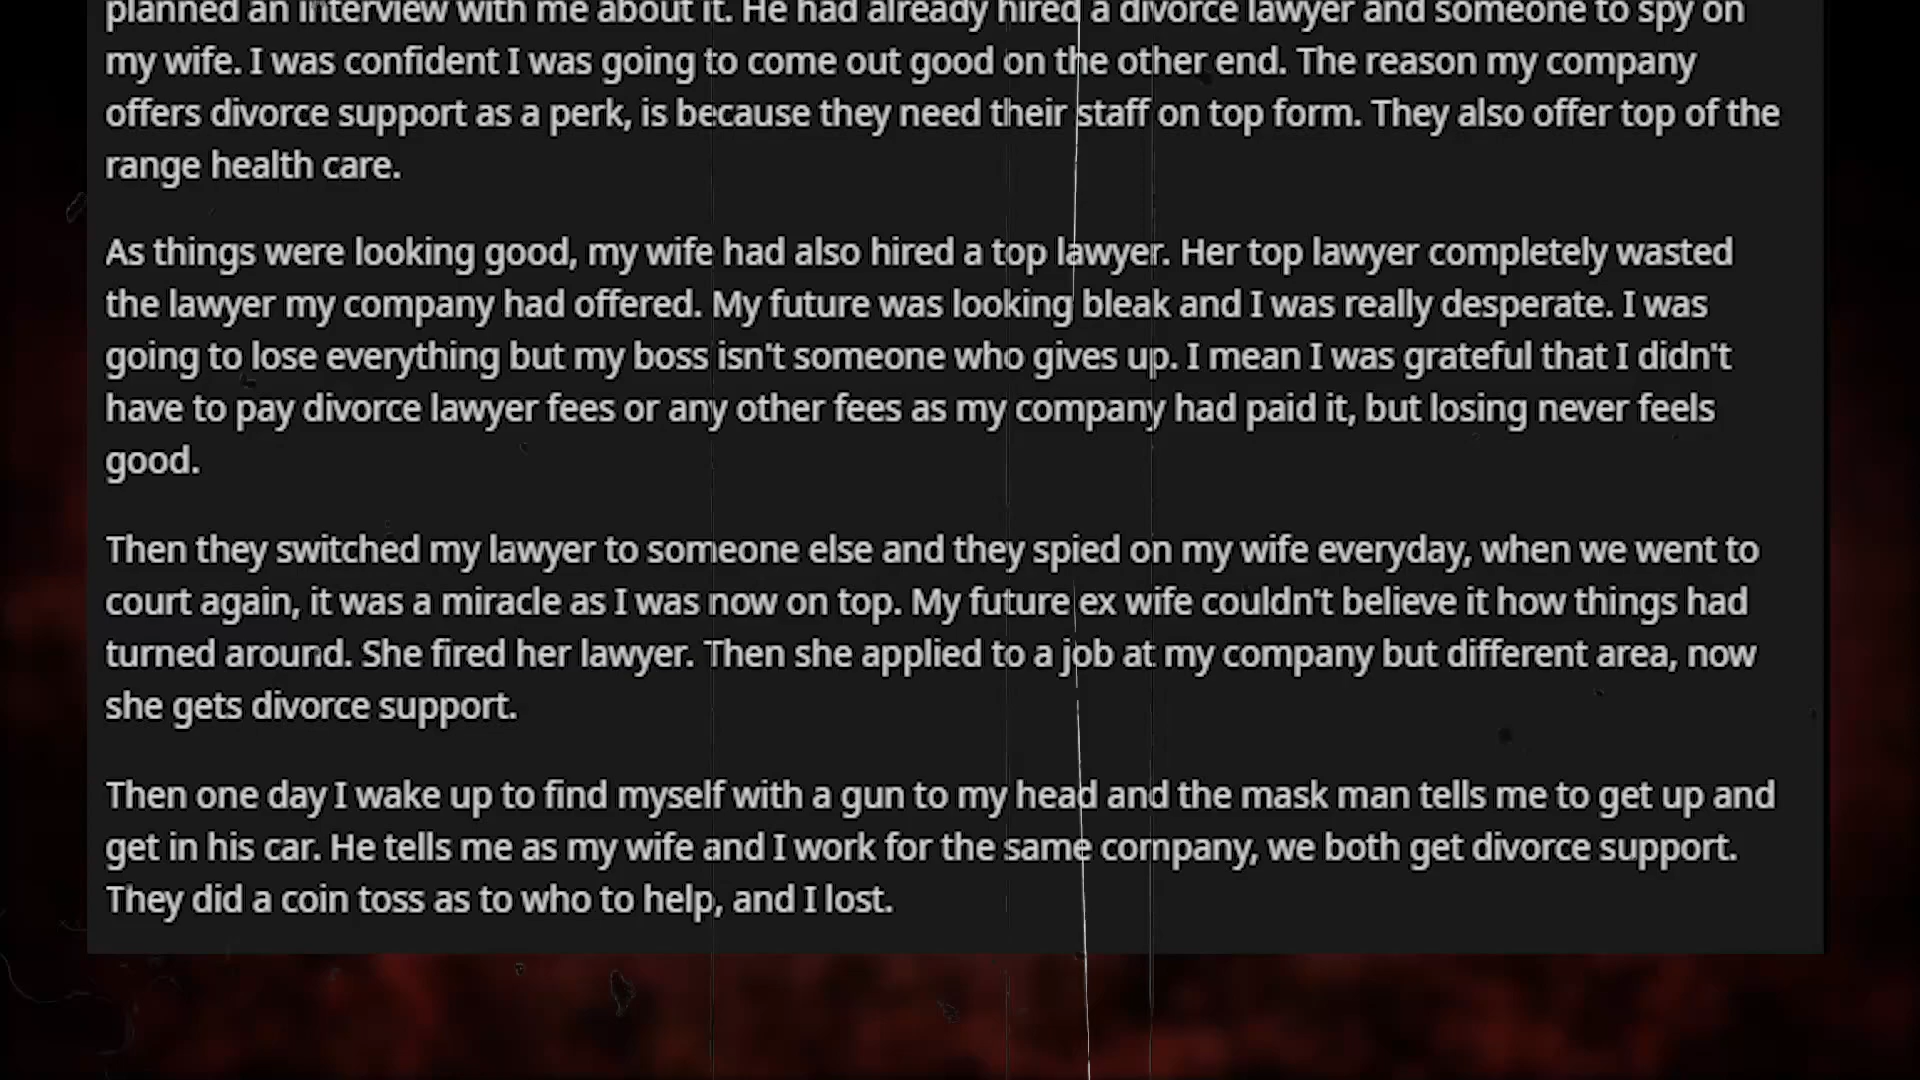 planned an interview with me about it. He had already hired a divorce lawyer and someone to spy on
my wife. I was confident I was going to come out good on the other end. The reason my company
offers divorce support as a perk, is because they need their staff on top form. They also offer top of the
range health care.
As things were looking good, my wife had also hired a top lawyer. Her top lawyer completely wasted
the lawyer my company had offered. My future was looking bleak and I was really desperate. I was
going to lose everything but my boss isn't someone who gives up. I mean I was grateful that I didn't
have to pay divorce lawyer fees or any other fees as my company had paid it, but losing never feels
good.
Then they switched my lawyer to someone else and they spied on my wife everyday, when we went to
court again, it was a miracle as I was now on top. My future ex wife couldn't believe it how things had
turned around. She fired her lawyer. Then she applied to a job at my company but different area, now
she gets divorce support.
Then one day I wake up to find myself with a gun to my head and the mask man tells me to get up and
get in his car. He tells me as my wife and I work for the same company, we both get divorce support.
They did a coin toss as to who to help, and I lost.